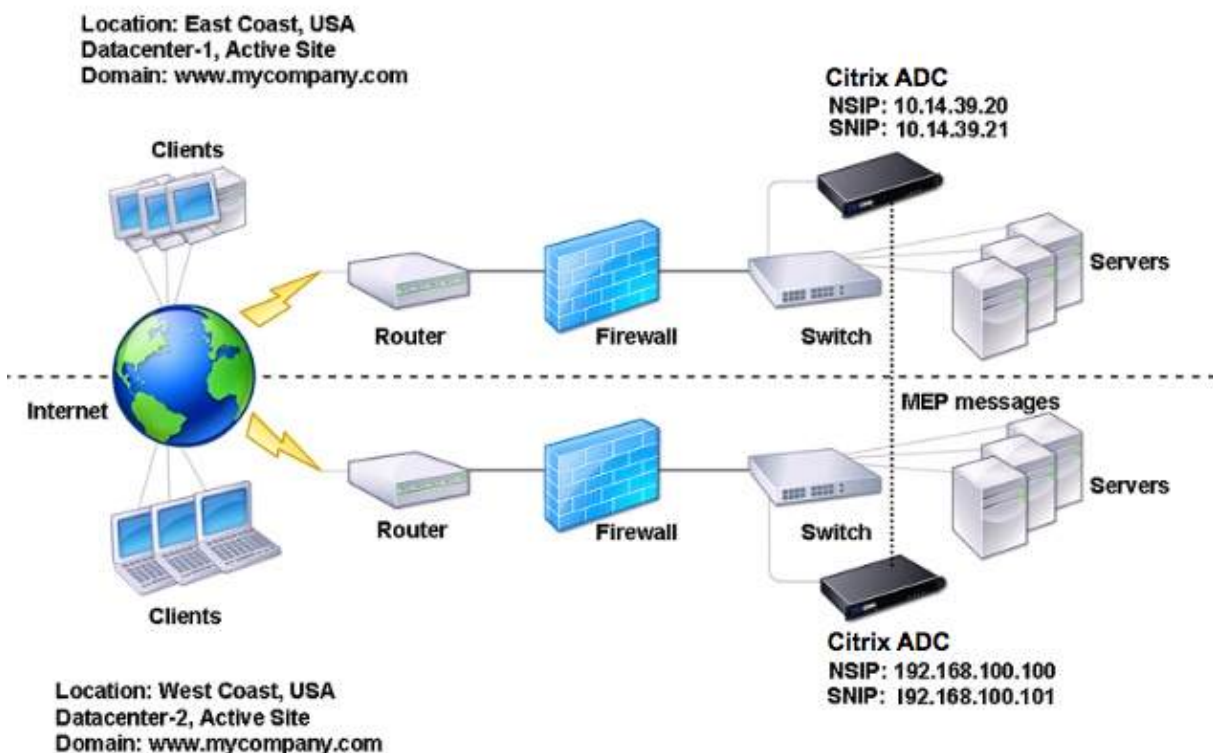 Location: East Coast, USA
Datacenter-1, Active Site
Domain: www.mycompany.com
Citrix ADC
NSIP: 10.14.39.20
SNIP: 10.14.39.21
Clients
Servers
Router
Firewall
Switch
Internet
MEP messages
Servers
Router
Firewall
Switch
Clients
Citrix ADC
NSIP: 192.168.100.100
SNIP: I92.168.100.101
Location: West Coast, USA
Datacenter-2, Active Site
Domain: www.mycompany.com